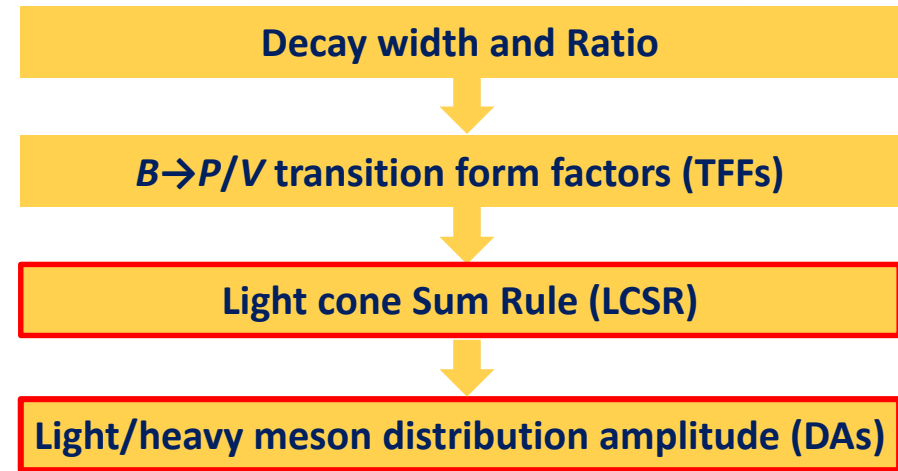 Decay width and Ratio
B→P/V transition form factors (TFFs)
Light cone Sum Rule (LCSR)
Light/heavy meson distribution amplitude (DAs)